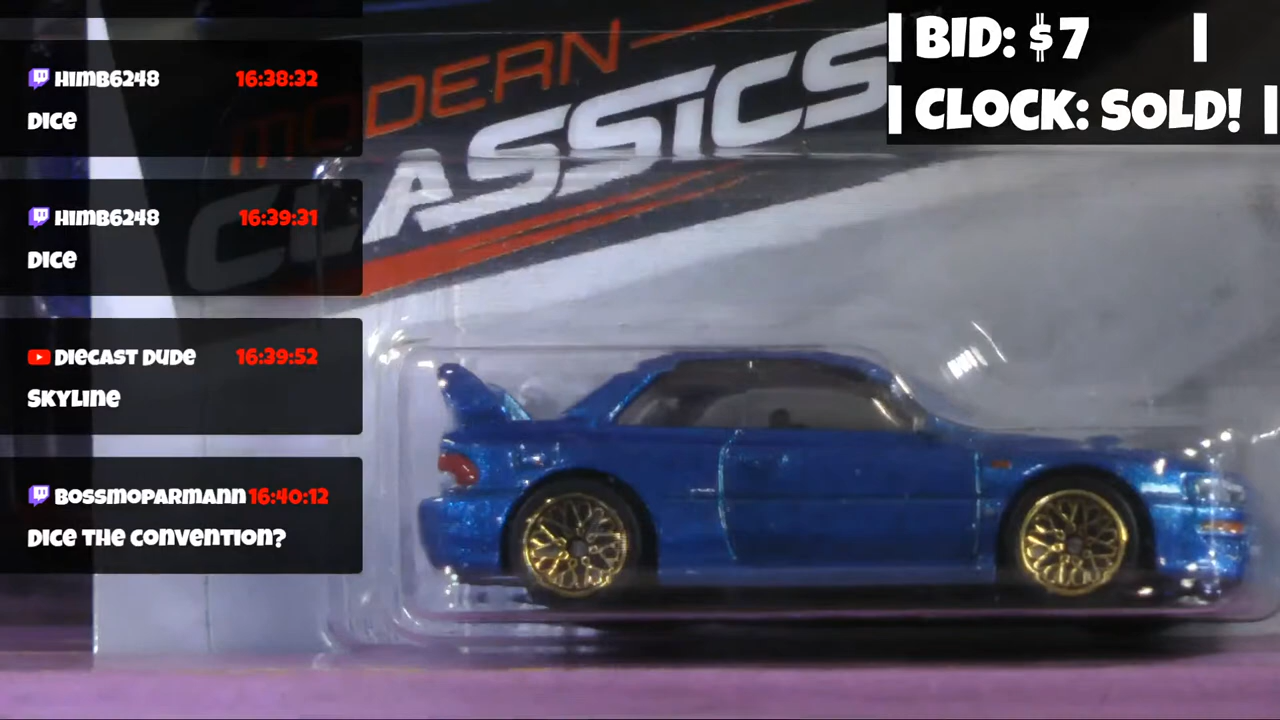 HIMB6248 16:38:32
DICE
HIMB6248 16:39:31
DICE
DIECAST DUDE 16:39:52
SKYLINE
BOSSMOPARMANN 16:40:12
DICE THE CONVENTION?
MODERN
CLASSICS
| BID: $7 |
| CLOCK: SOLD! |